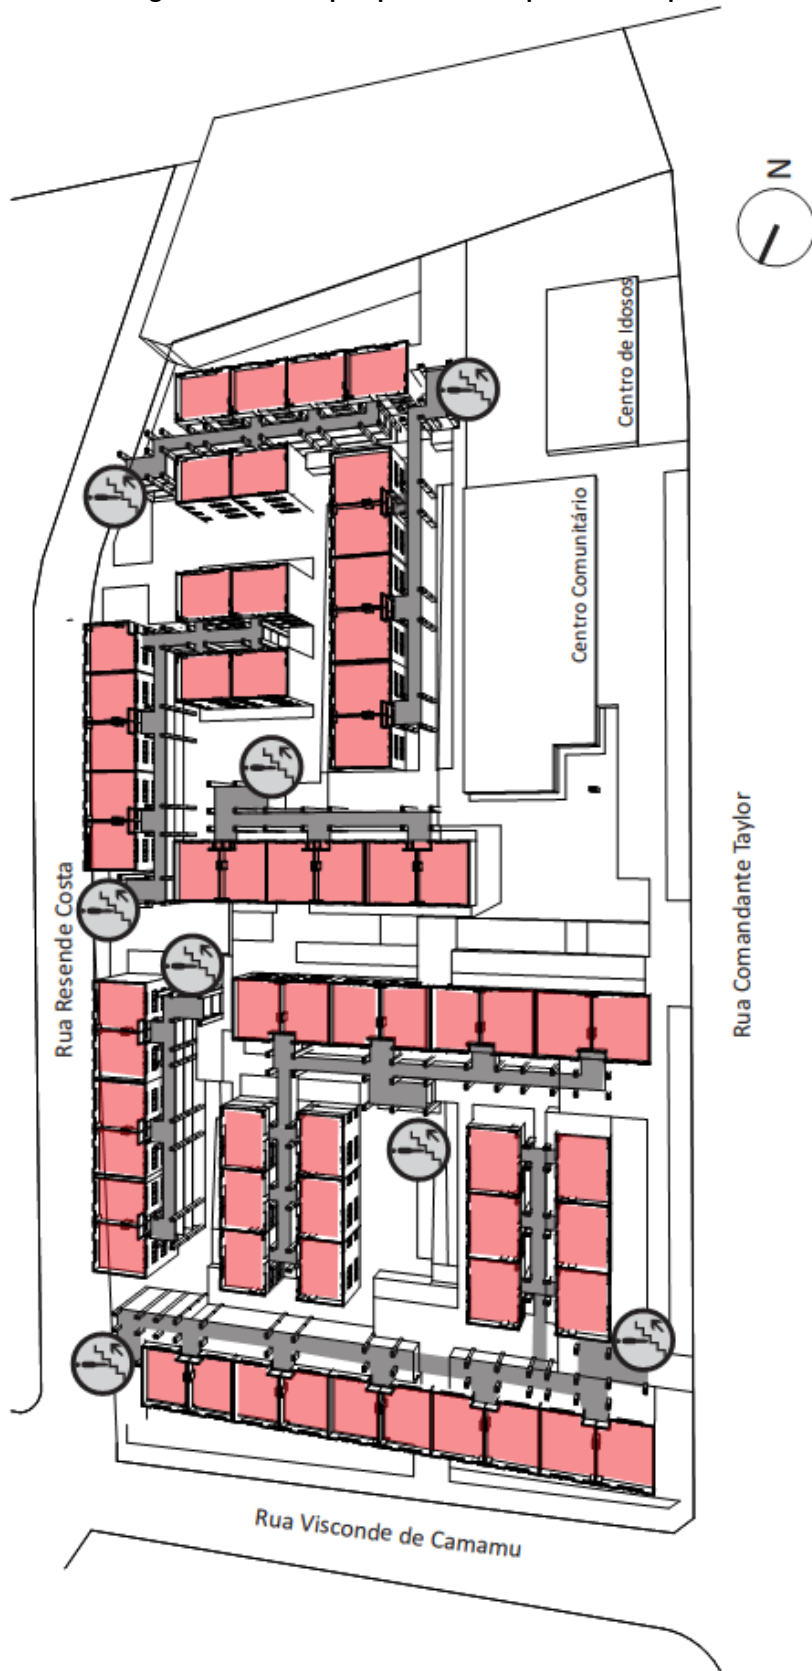 N
Centro de Idosos
Centro Comunitário
Rua Resende Costa
Rua Comandante Taylor
Rua Visconde de Camamu